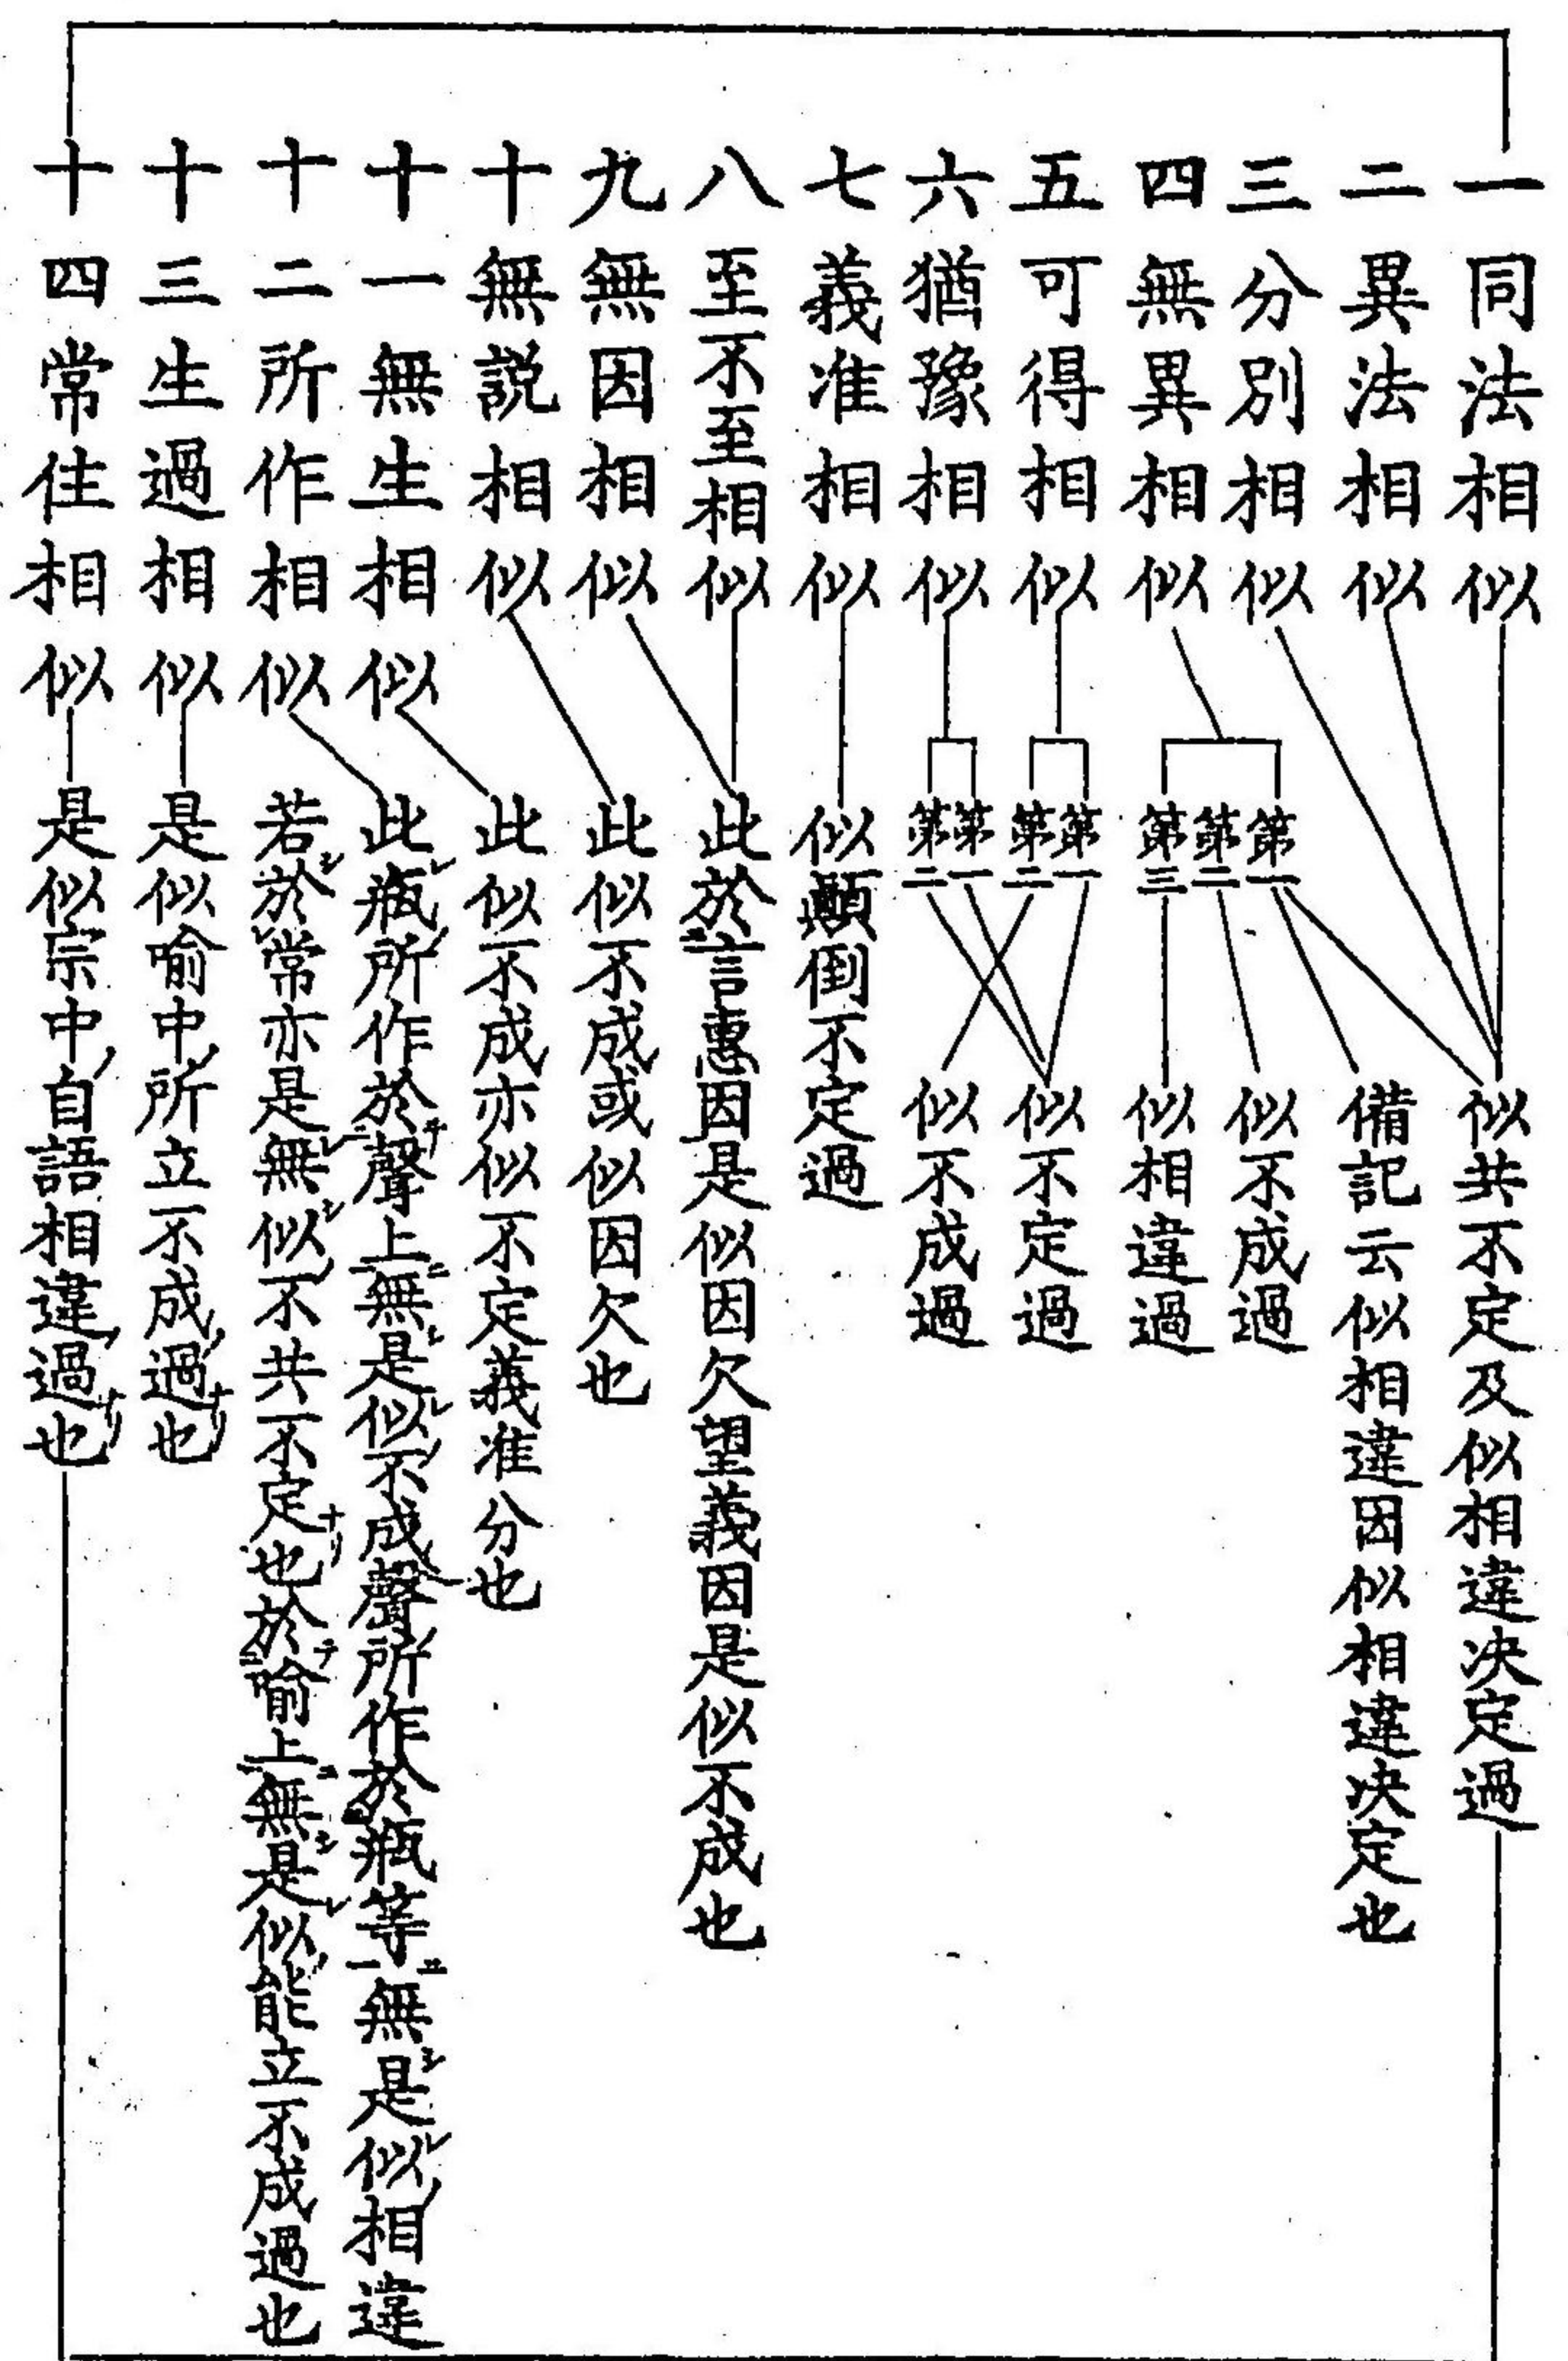 一同法相似
二異法相似
三分別相似
四無異相似
五可得相似
六猶豫相似
七義准相似
八至不至相似
九無因相似
十無説相似
十一無生相似
十二所作相似
十三生過相似
十四常住相似
第一
第二
第三
第一
第二
第一
第二
似共不定及似相違决定過
備記云似相違因似相違决定也
似不成過
似相違過
似不定過
似不成過
似顚倒不定過
此於言惠因是似因欠望義因是似不成也
此似不成或似因欠也
此似不成亦似不定義准分也
此瓶所作於聲上無是似不成聲所作於瓶等無是似相違
若於常亦是無似不共不定也於喻上無是似能立不成過也
是似喻中所立不成過也
是似宗中自語相違過也